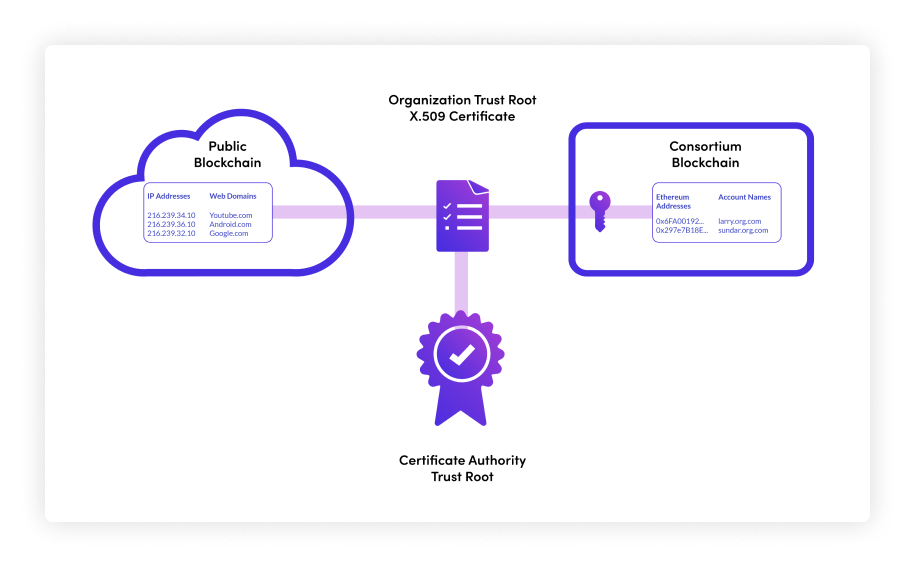 Organization Trust Root
X.509 Certificate
Public
Blockchain
IP Addresses Web Domains
216.239.34.10 Youtube.com
216.239.36.10 Android.com
216.239.32.10 Google.com
Consortium
Blockchain
Ethereum
Addresses Account Names
0x6FA00192... larry.org.com
0x297e7B18E... sundar.org.com
Certificate Authority
Trust Root